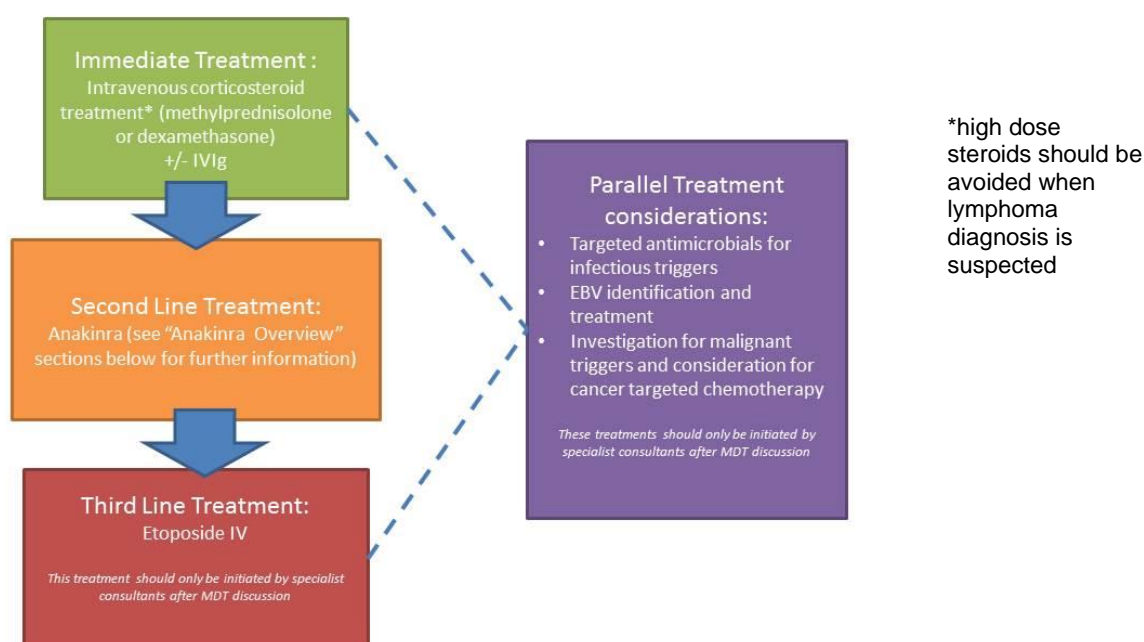 Immediate Treatment :
Intravenous corticosteroid
treatment* (methylprednisolone
or dexamethasone)
+/- IVIg
Second Line Treatment:
Anakinra (see “Anakinra Overview”
sections below for further information)
Third Line Treatment:
Etoposide IV
This treatment should only be initiated by specialist
consultants after MDT discussion
Parallel Treatment
considerations:
• Targeted antimicrobials for
infectious triggers
• EBV identification and
treatment
• Investigation for malignant
triggers and consideration for
cancer targeted chemotherapy
These treatments should only be initiated by
specialist consultants after MDT discussion
*high dose
steroids should be
avoided when
lymphoma
diagnosis is
suspected